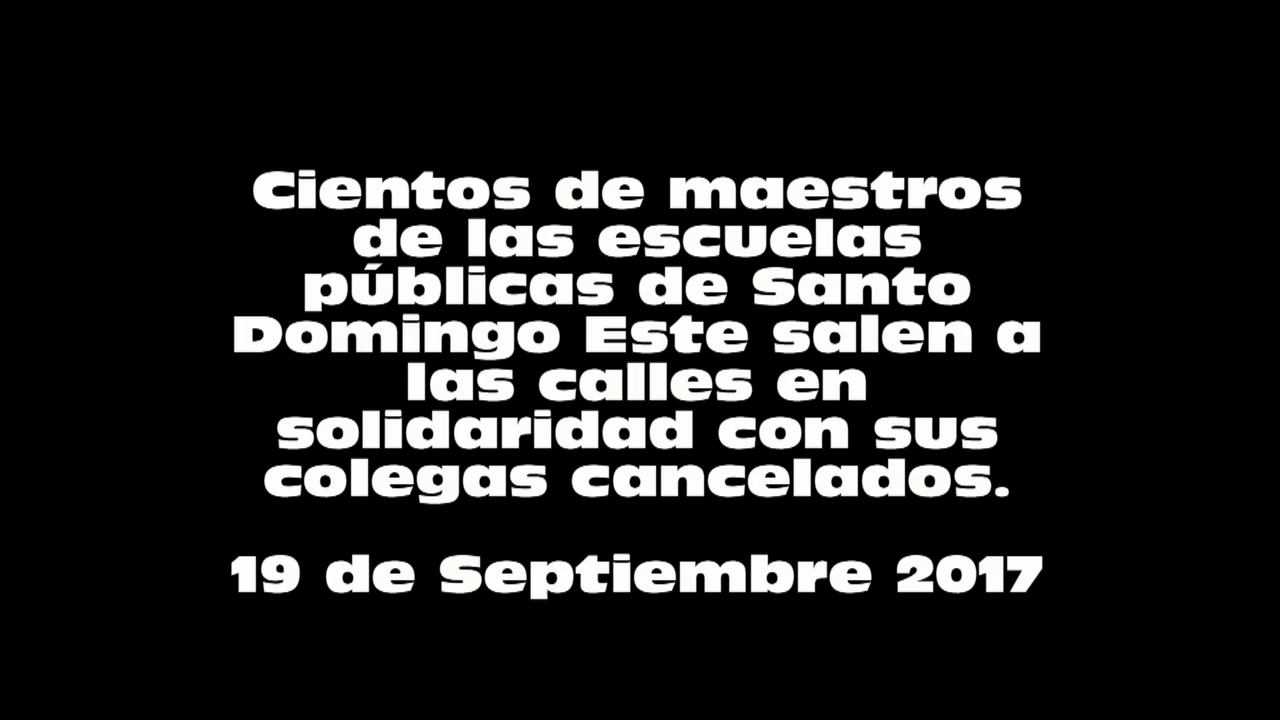 Cientos de maestros
de las escuelas
públicas de Santo
Domingo Este salen a
las calles en
solidaridad con sus
colegas cancelados.
19 de Septiembre 2017